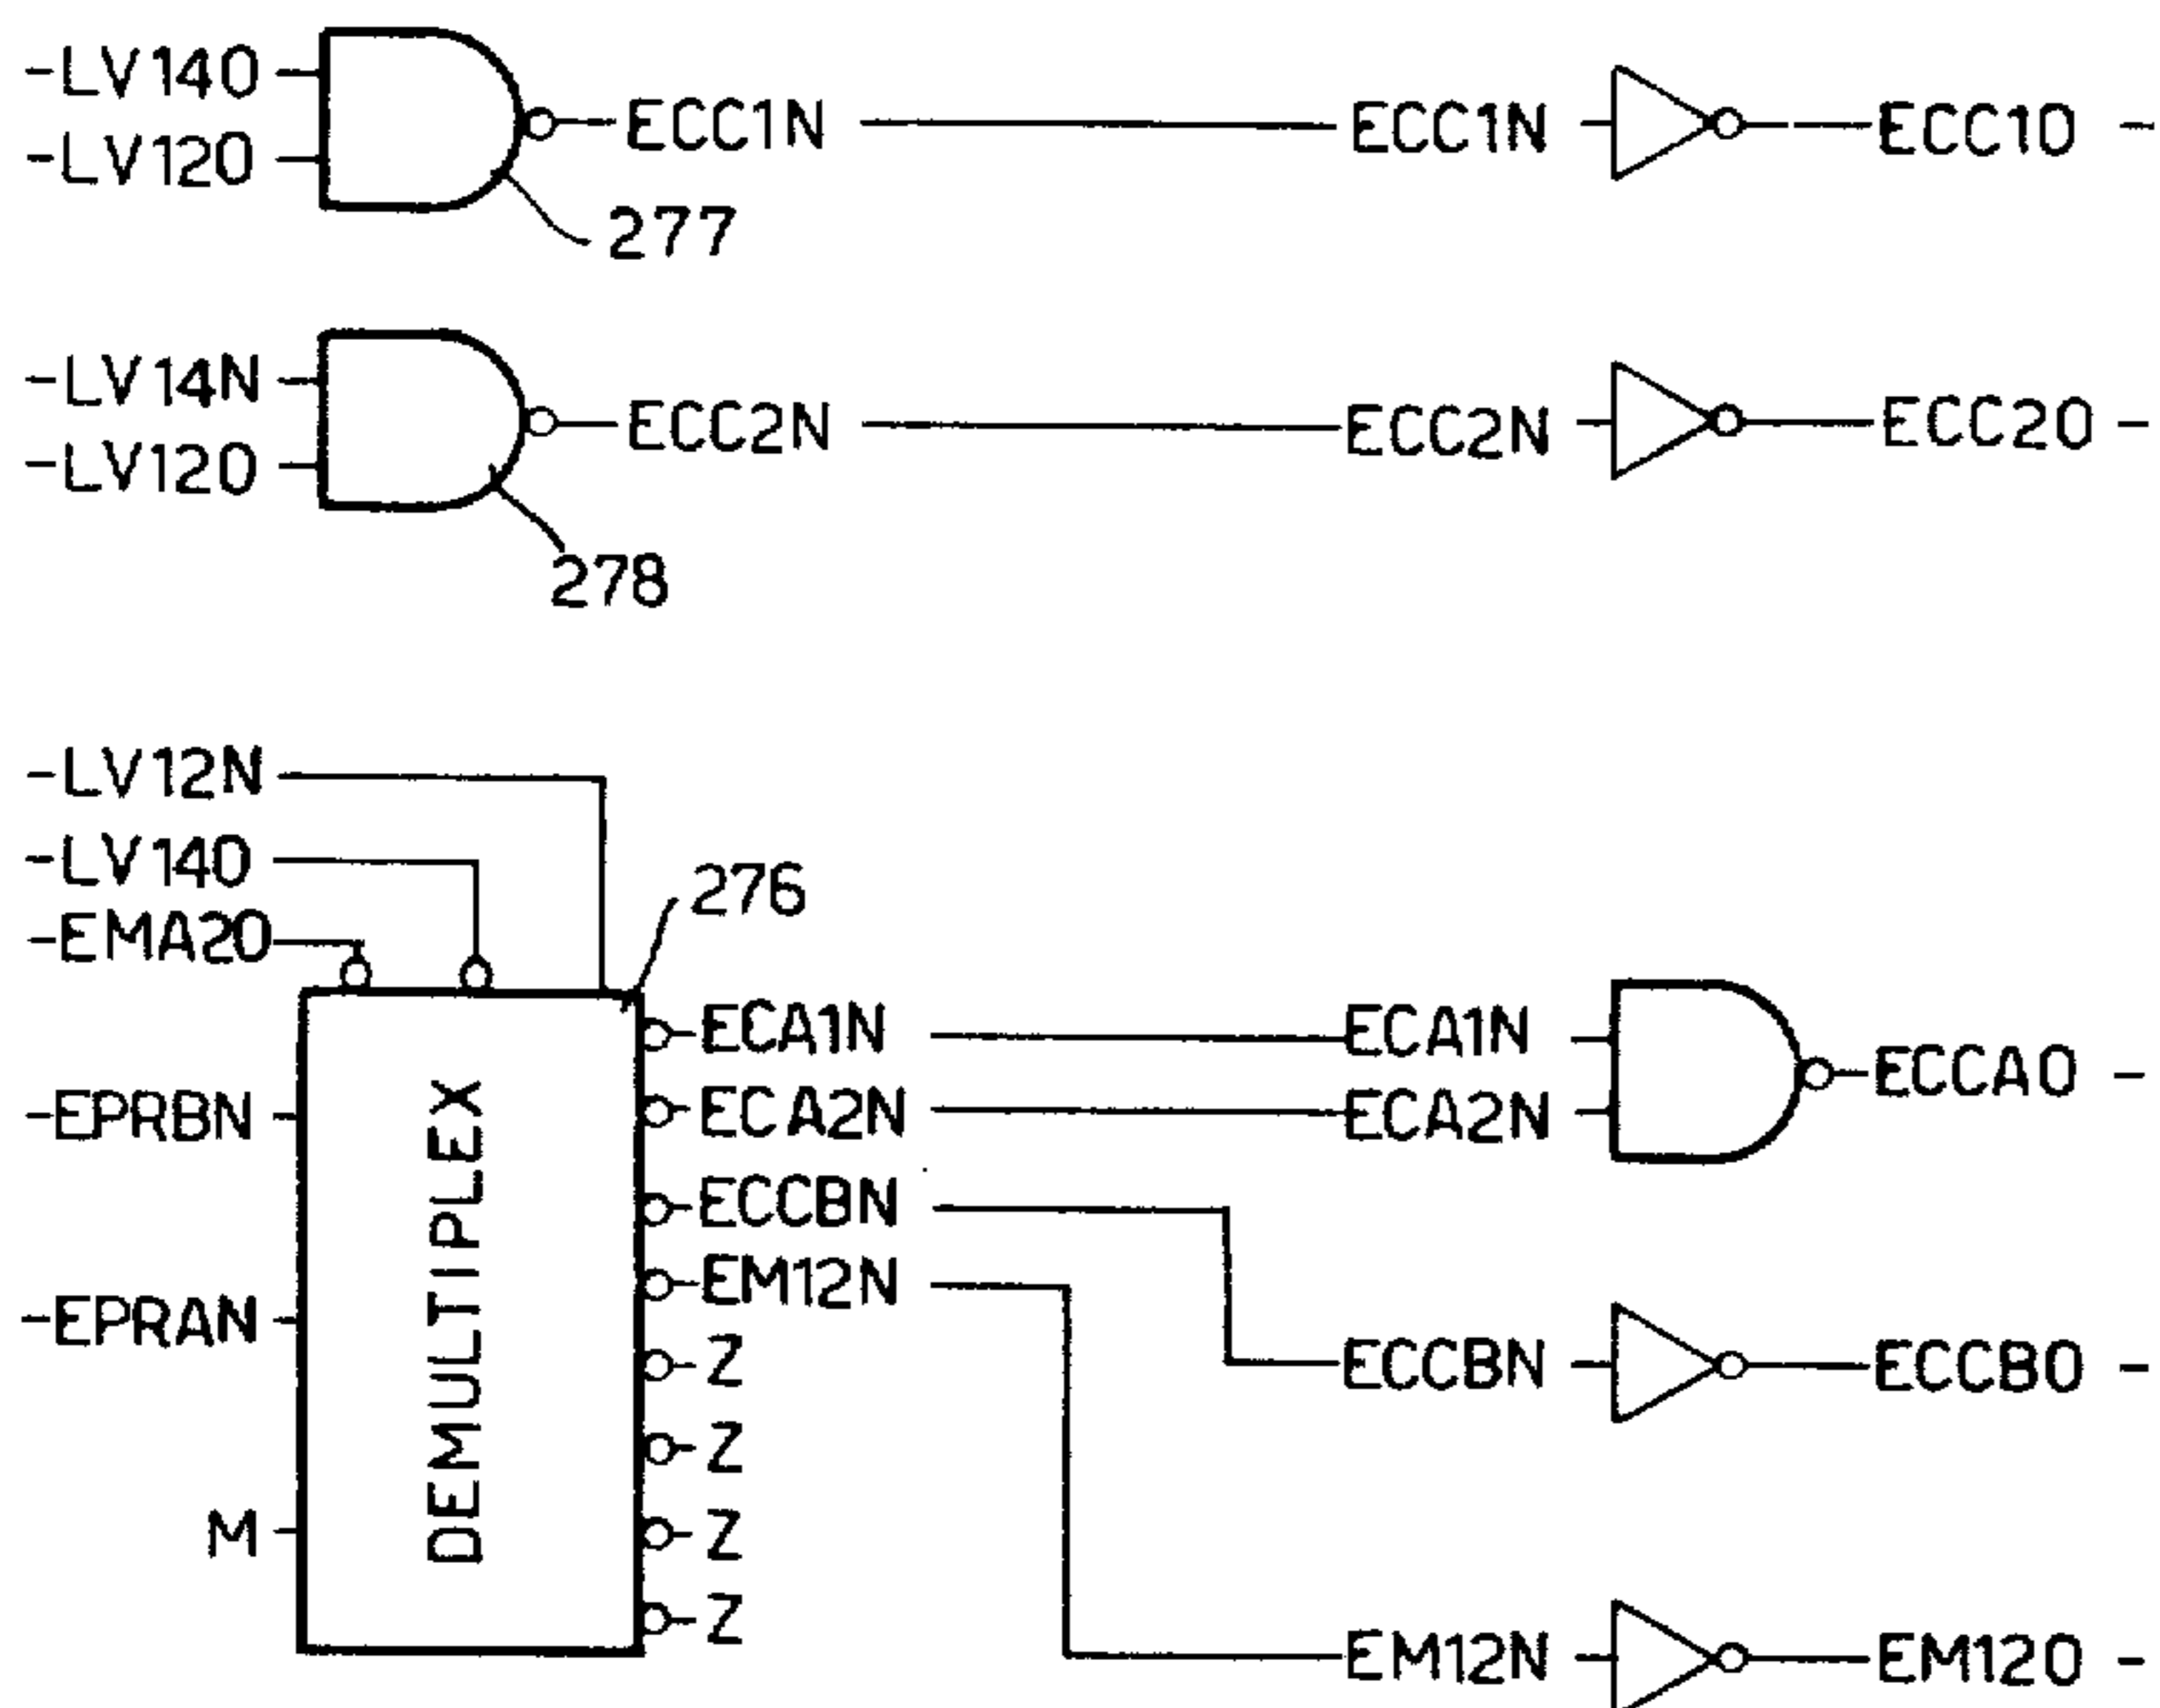 -LV140
-LV120
ECC1N
ECC1N
ECC10 -
277
-LV14N
-LV120
ECC2N
ECC2N
ECC20 -
278
-LV12N
-LV140
-EMA20
276
-EPRBN
-EPRAN
M
DEMULTIPLEX
ECA1N
ECA2N
ECCBN
EM12N
Z
Z
Z
Z
ECA1N
ECA2N
ECCA0 -
ECCBN
ECCB0 -
EM12N
EM120 -